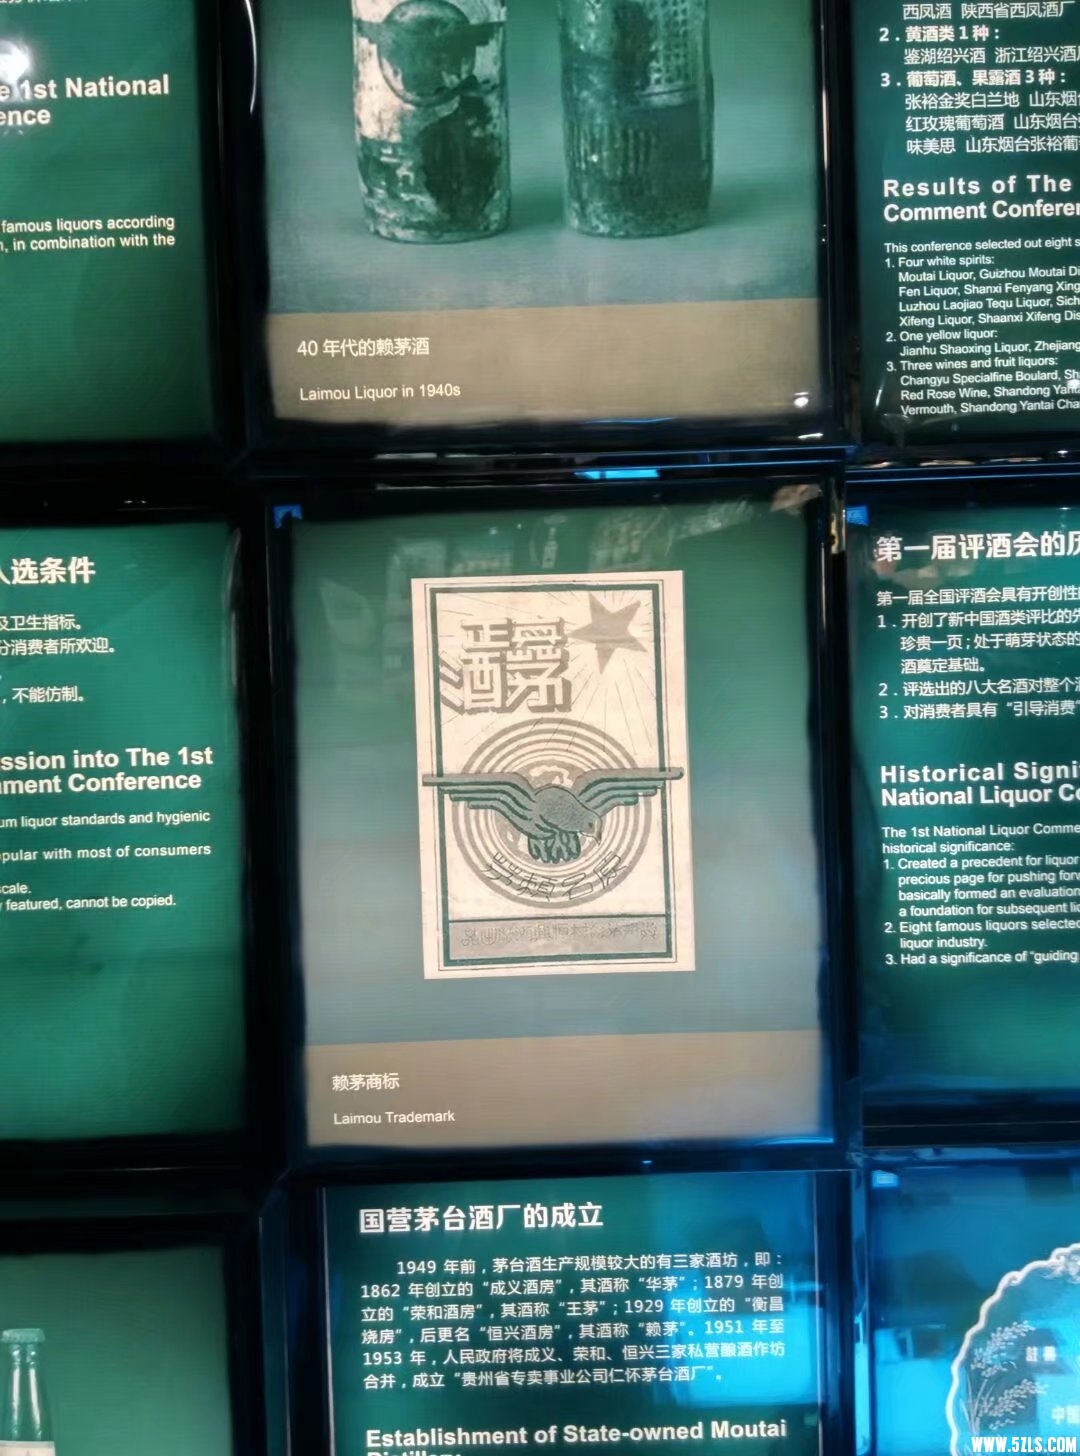 e 1st National
ence
famous liquors according
, in combination with the
40 年代的赖茅酒
Laimou Liquor in 1940s
西凤酒 陕西省西凤酒厂
2．黄酒类 1 种：
鉴湖绍兴酒 浙江绍兴酒
3．葡萄酒、果露酒 3 种：
张裕金奖白兰地 山东烟台
红玫瑰葡萄酒 山东烟台
味美思 山东烟台张裕葡
Results of The
Comment Conferen
This conference selected out eight
1. Four white spirits:
Moutai Liquor, Guizhou Moutai Di
Fen Liquor, Shanxi Fenyang Xing
Luzhou Laojiao Tequ Liquor, Sich
Xifeng Liquor, Shaanxi Xifeng Dis
2. One yellow liquor:
Jianhu Shaoxing Liquor, Zhejiang
3. Three wines and fruit liquors:
Changyu Specialfine Boulard, Sh
Red Rose Wine, Shandong Yant
Vermouth, Shandong Yantai Cha
入选条件
及卫生指标。
分消费者所欢迎。
，不能仿制。
ssion into The 1st
ment Conference
um liquor standards and hygienic
opular with most of consumers
scale.
featured, cannot be copied.
赖茅
正酒
赖茅商标
Laimou Trademark
第一届评酒会的历
第一届全国评酒会具有开创性
1．开创了新中国酒类评比的先
珍贵一页；处于萌芽状态的
酒奠定基础。
2．评选出的八大名酒对整个
3．对消费者具有“引导消费”
Historical Signi
National Liquor Co
The 1st National Liquor Comme
historical significance:
1. Created a precedent for liquor
precious page for pushing forw
basically formed an evaluation
a foundation for subsequent li
2. Eight famous liquors selected
liquor industry.
3. Had a significance of "guiding
国营茅台酒厂的成立
1949 年前，茅台酒生产规模较大的有三家酒坊，即：
1862 年创立的“成义酒房”，其酒称“华茅”；1879 年创
立的“荣和酒房”，其酒称“王茅”；1929 年创立的“衡昌
烧房”，后更名“恒兴酒房”，其酒称“赖茅”。1951 年至
1953 年，人民政府将成义、荣和、恒兴三家私营酿酒作坊
合并，成立“贵州省专卖事业公司仁怀茅台酒厂”。
Establishment of State-owned Moutai
WWW.5ZLS.COM